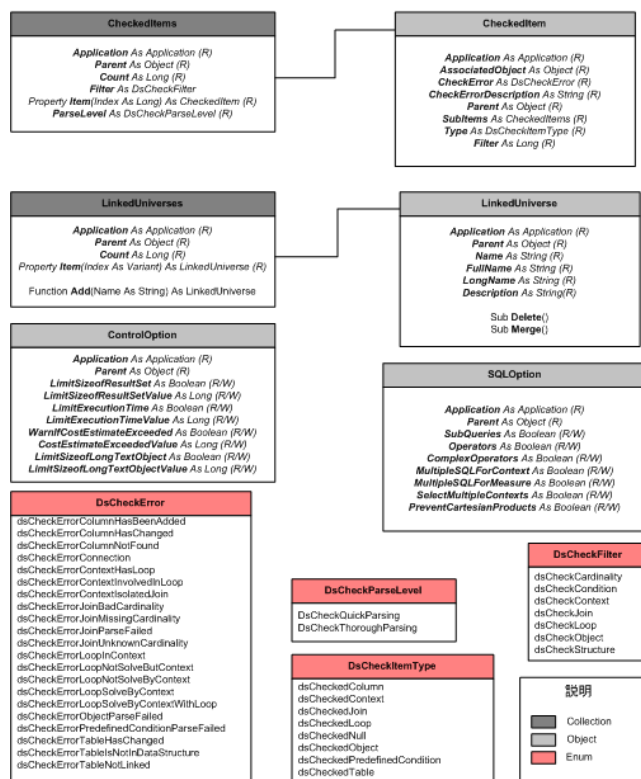 CheckedItems
Application As Application (R)
Parent As Object (R)
Count As Long (R)
Filter As DsCheckFilter
Property Item(Index As Long) As CheckedItem (R)
ParseLevel As DsCheckParseLevel (R)
CheckedItem
Application As Application (R)
AssociatedObject As Object (R)
CheckError As DsCheckError (R)
CheckErrorDescription As String (R)
Parent As Object (R)
SubItems As CheckedItems (R)
Type As DsCheckItemType (R)
Filter As Long (R)
LinkedUniverses
Application As Application (R)
Parent As Object (R)
Count As Long (R)
Property Item(Index As Variant) As LinkedUniverse (R)
Function Add(Name As String) As LinkedUniverse
LinkedUniverse
Application As Application (R)
Parent As Object (R)
Name As String (R)
FullName As String (R)
LongName As String (R)
Description As String(R)
Sub Delete()
Sub Merge()
ControlOption
Application As Application (R)
Parent As Object (R)
LimitSizeofResultSet As Boolean (R/W)
LimitSizeofResultSetValue As Long (R/W)
LimitExecutionTime As Boolean (R/W)
LimitExecutionTimeValue As Long (R/W)
WarnIfCostEstimateExceeded As Boolean (R/W)
CostEstimateExceededValue As Long (R/W)
LimitSizeofLongTextObject As Boolean (R/W)
LimitSizeofLongTextObjectValue As Long (R/W)
SQLOption
Application As Application (R)
Parent As Object (R)
SubQueries As Boolean (R/W)
Operators As Boolean (R/W)
ComplexOperators As Boolean (R/W)
MultipleSQLForContext As Boolean (R/W)
MultipleSQLForMeasure As Boolean (R/W)
SelectMultipleContexts As Boolean (R/W)
PreventCartesianProducts As Boolean (R/W)
DsCheckError
dsCheckErrorColumnHasBeenAdded
dsCheckErrorColumnHasChanged
dsCheckErrorColumnNotFound
dsCheckErrorConnection
dsCheckErrorContextHasLoop
dsCheckErrorContextInvolvedInLoop
dsCheckErrorContextIsolatedJoin
dsCheckErrorJoinBadCardinality
dsCheckErrorJoinMissingCardinality
dsCheckErrorJoinParseFailed
dsCheckErrorJoinUnknownCardinality
dsCheckErrorLoopInContext
dsCheckErrorLoopNotSolveButContext
dsCheckErrorLoopNotSolveByContext
dsCheckErrorLoopSolveByContext
dsCheckErrorLoopSolveByContextWithLoop
dsCheckErrorObjectParseFailed
dsCheckErrorPredefinedConditionParseFailed
dsCheckErrorTableHasChanged
dsCheckErrorTableIsNotInDataStructure
dsCheckErrorTableNotLinked
DsCheckParseLevel
DsCheckQuickParsing
DsCheckThoroughParsing
DsCheckFilter
dsCheckCardinality
dsCheckCondition
dsCheckContext
dsCheckJoin
dsCheckLoop
dsCheckObject
dsCheckStructure
DsCheckItemType
dsCheckedColumn
dsCheckedContext
dsCheckedJoin
dsCheckedLoop
dsCheckedNull
dsCheckedObject
dsCheckedPredefinedCondition
dsCheckedTable
説明
Collection
Object
Enum